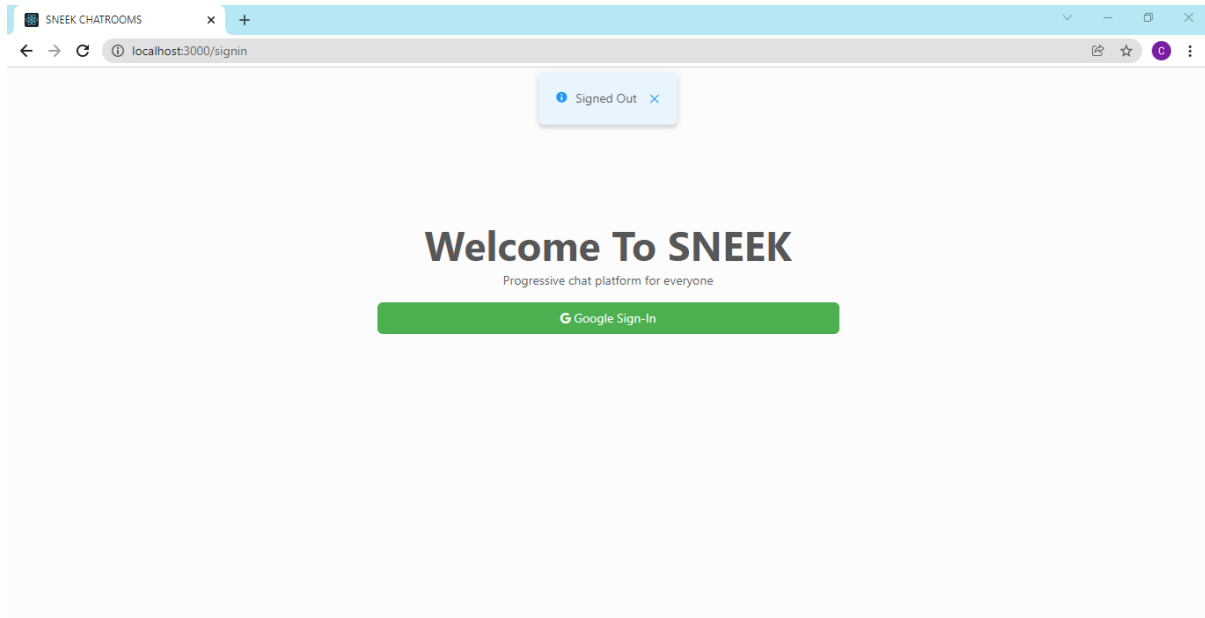 SNEEK CHATROOMS
localhost:3000/signin
C
Signed Out
Welcome To SNEEK
Progressive chat platform for everyone
G Google Sign-In